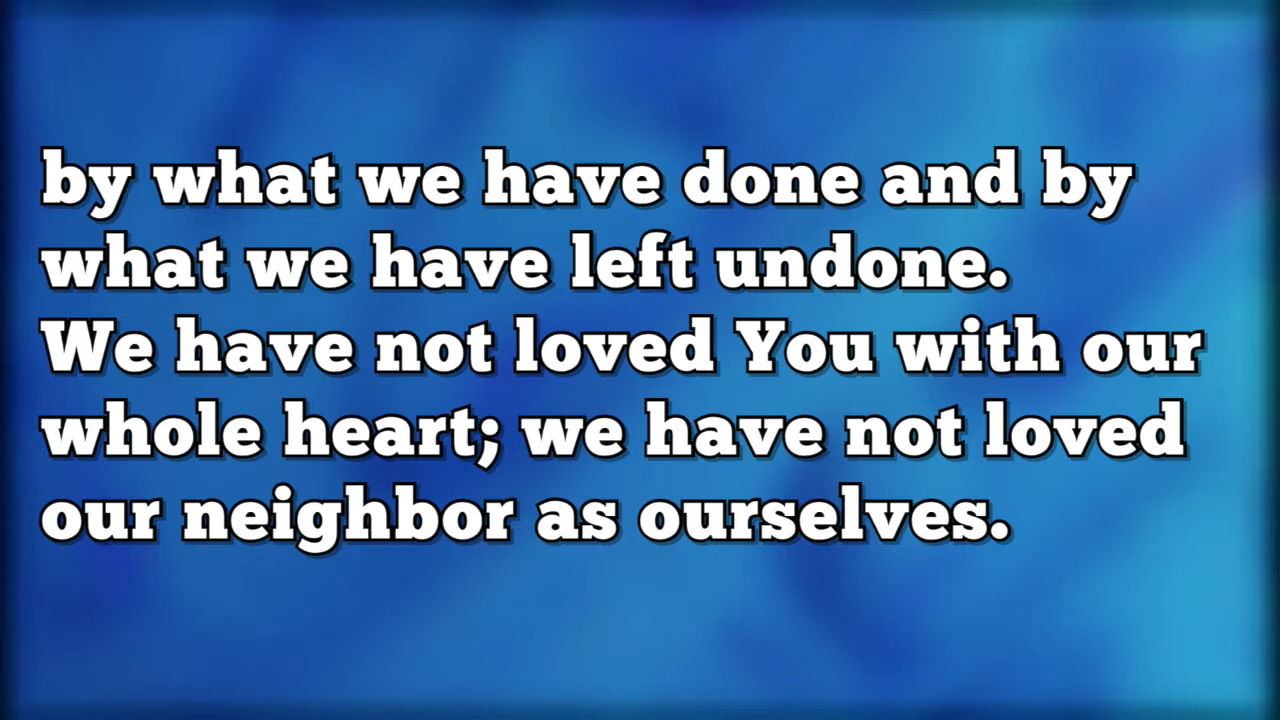 by what we have done and by
what we have left undone.
We have not loved You with our
whole heart; we have not loved
our neighbor as ourselves.